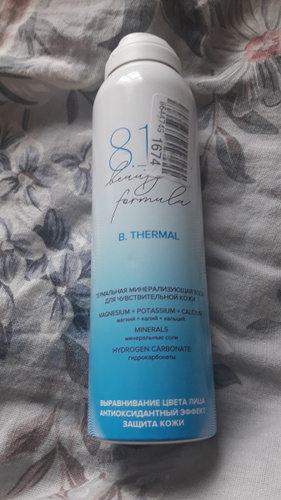 8.1
beauty
formula
B. THERMAL
ТЕРМАЛЬНАЯ МИНЕРАЛИЗУЮЩАЯ ВОДА
ДЛЯ ЧУВСТВИТЕЛЬНОЙ КОЖИ
MAGNESIUM + POTASSIUM + CALCIUM
магний + калий + кальций
MINERALS
минеральные соли
HYDROGEN CARBONATE
гидрокарбонаты
ВЫРАВНИВАНИЕ ЦВЕТА ЛИЦА
АНТИОКСИДАНТНЫЙ ЭФФЕКТ
ЗАЩИТА КОЖИ
1674